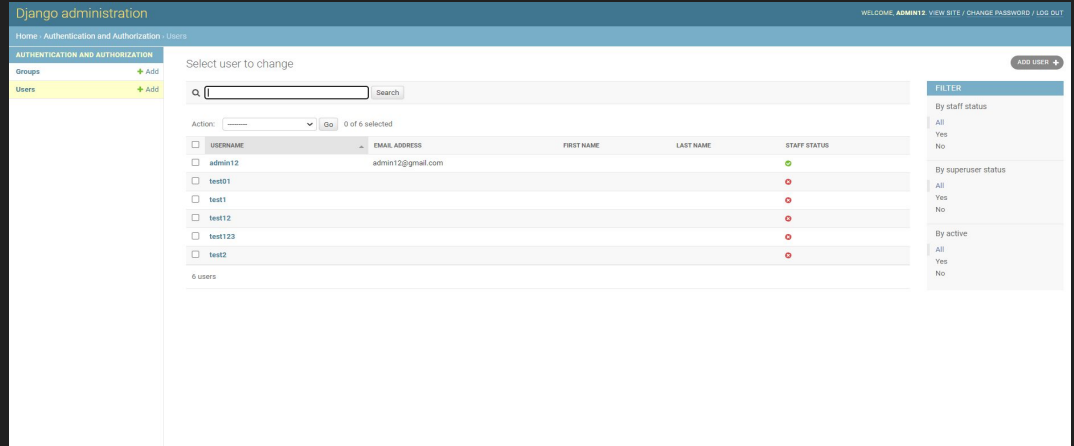 Django administration
WELCOME, ADMIN12. VIEW SITE / CHANGE PASSWORD / LOG OUT
Home › Authentication and Authorization › Users
AUTHENTICATION AND AUTHORIZATION
Groups + Add
Users + Add
Select user to change
ADD USER +
Search
Action: --------- Go 0 of 6 selected
USERNAME EMAIL ADDRESS FIRST NAME LAST NAME STAFF STATUS
admin12 admin12@gmail.com
test01
test1
test12
test123
test2
6 users
FILTER
By staff status
All
Yes
No
By superuser status
All
Yes
No
By active
All
Yes
No